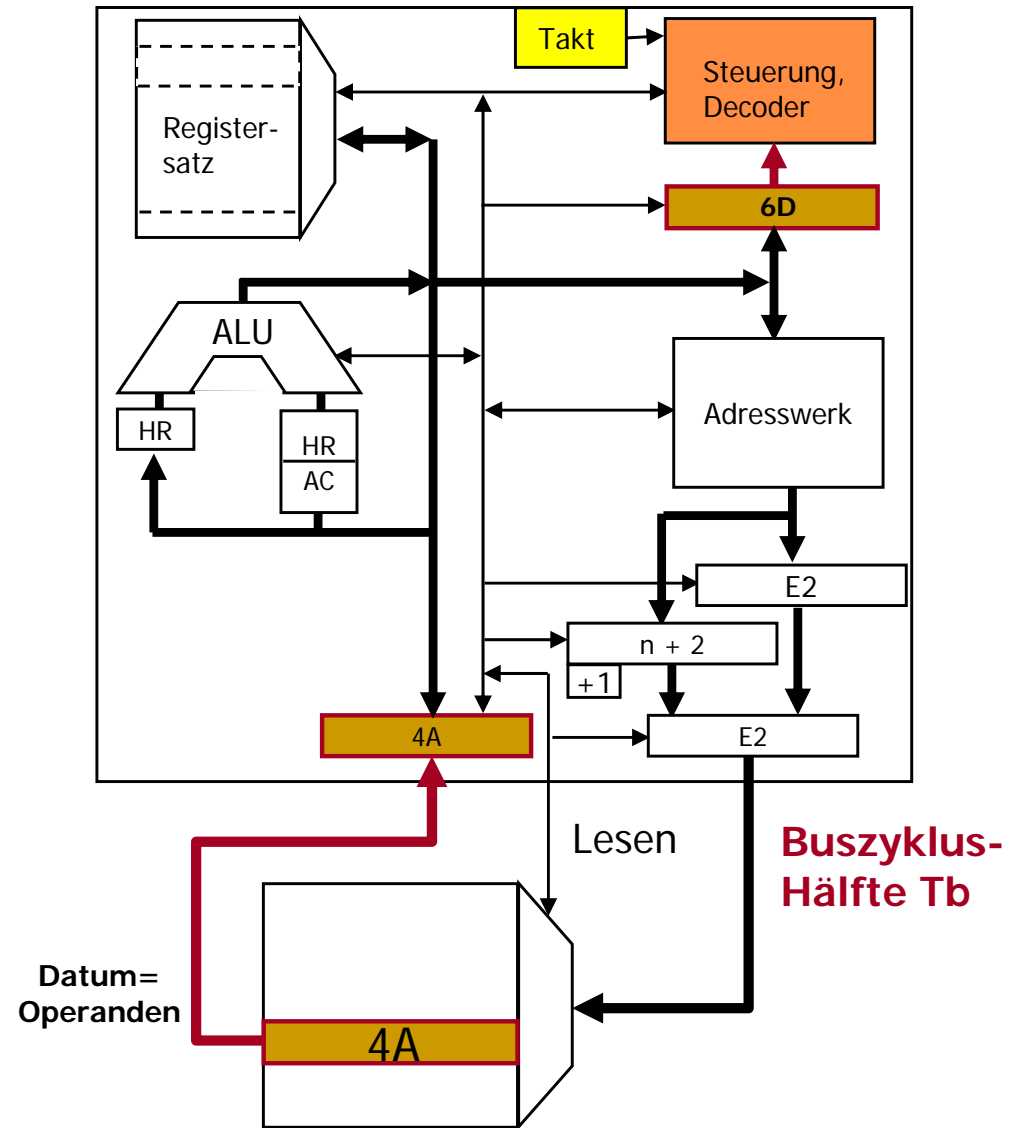 Takt
Steuerung,
Decoder
Register-
satz
6D
ALU
Adresswerk
HR
HR
AC
E2
n + 2
+1
4A
E2
Lesen
Buszyklus-
Hälfte Tb
Datum=
Operanden
4A